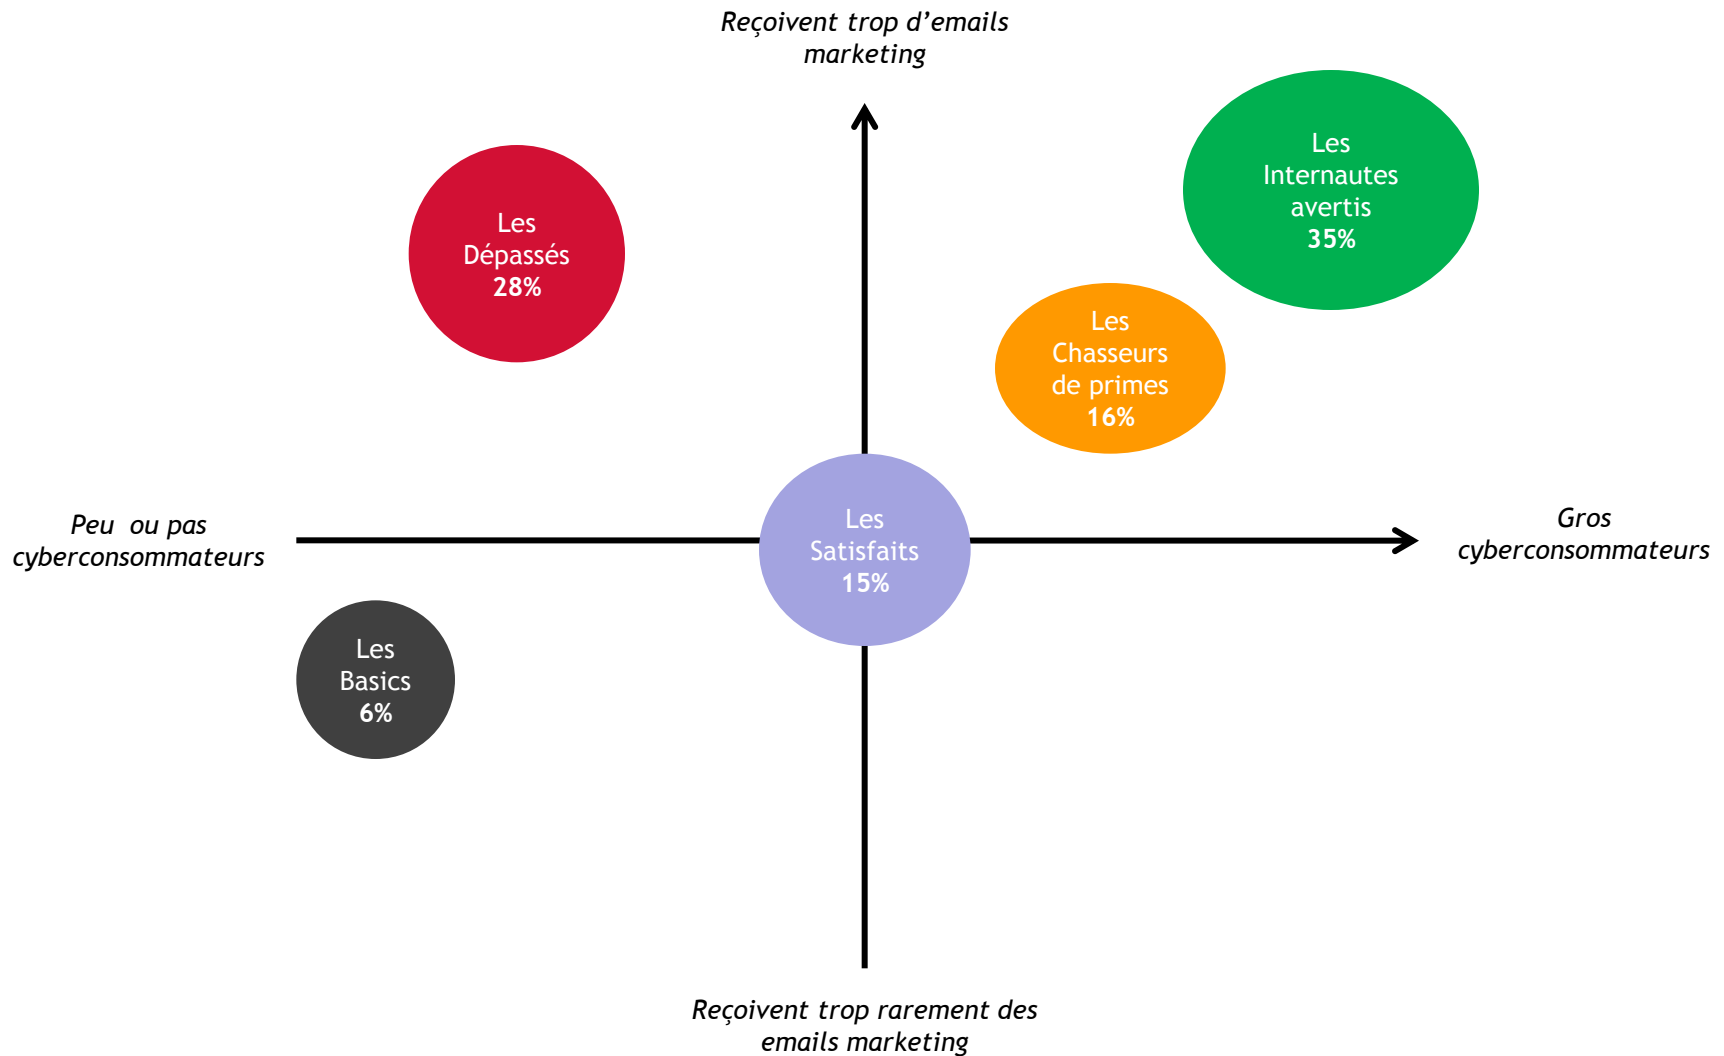 Reçoivent trop d’emails
marketing
Les
Internautes
avertis
35%
Les
Dépassés
28%
Les
Chasseurs
de primes
16%
Peu  ou pas
cyberconsommateurs
Les
Satisfaits
15%
Gros
cyberconsommateurs
Les
Basics
6%
Reçoivent trop rarement des
emails marketing